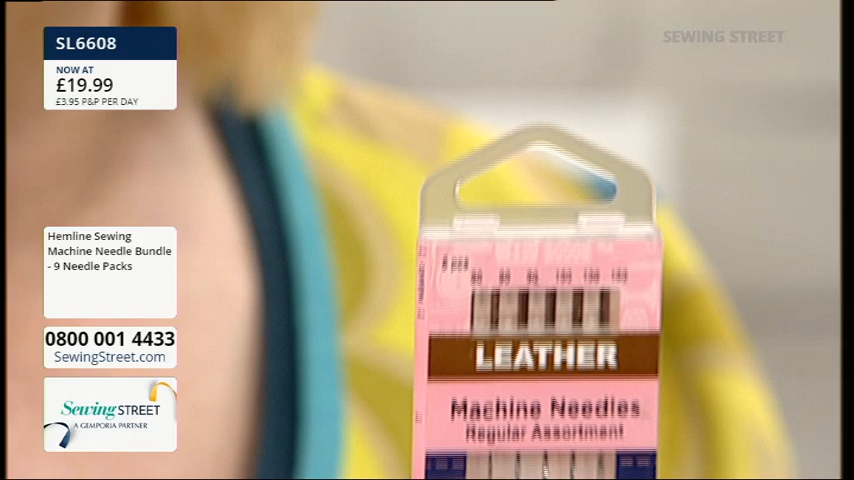 SL6608
NOW AT
£19.99
£3.95 P&P PER DAY
SEWING STREET
Hemline Sewing
Machine Needle Bundle
- 9 Needle Packs
0800 001 4433
SewingStreet.com
Sewing STREET
A GEMPORIA PARTNER
LEATHER
Machine Needles
Regular Assortment